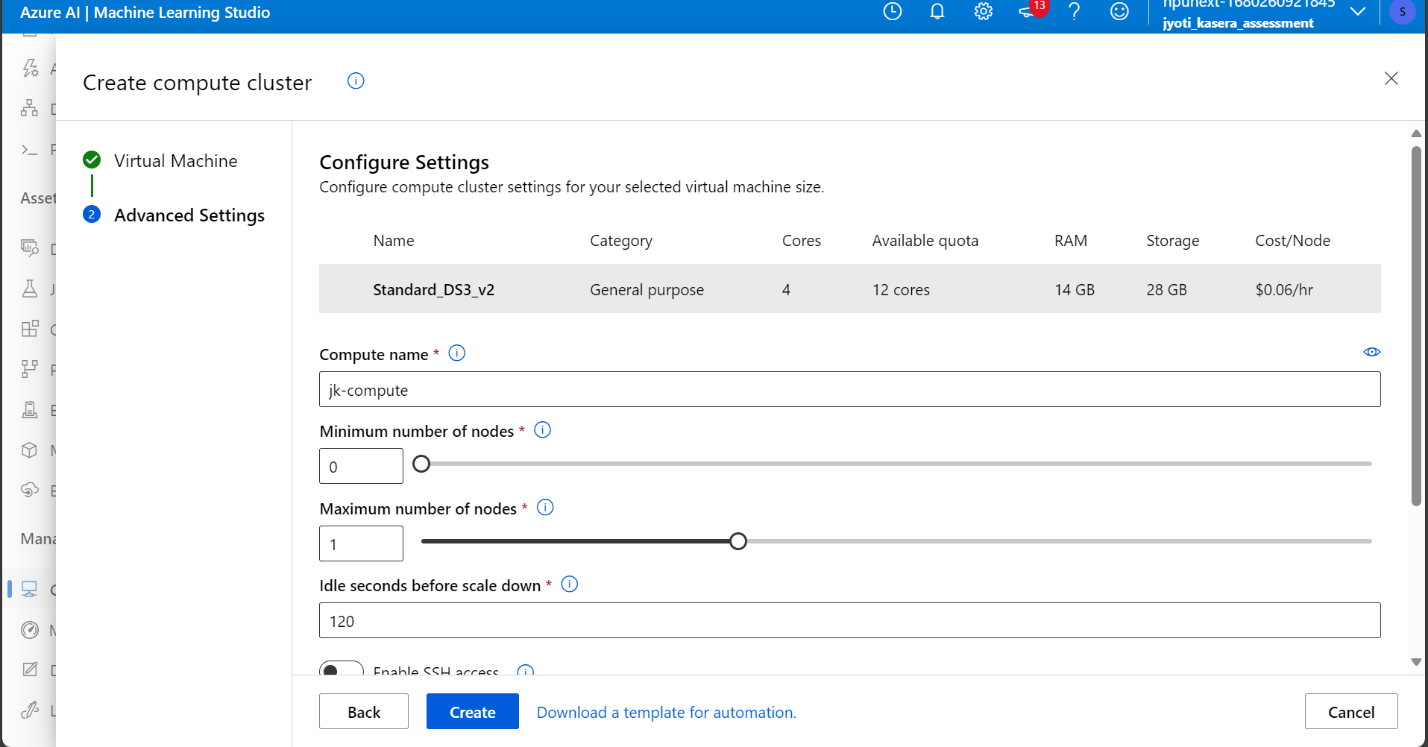 Azure AI | Machine Learning Studio
13
jyoti_kasera_assessment
S
Create compute cluster
Virtual Machine
2 Advanced Settings
Configure Settings
Configure compute cluster settings for your selected virtual machine size.
Name Category Cores Available quota RAM Storage Cost/Node
Standard_DS3_v2 General purpose 4 12 cores 14 GB 28 GB $0.06/hr
Compute name *
jk-compute
Minimum number of nodes *
0
Maximum number of nodes *
1
Idle seconds before scale down *
120
Enable SSH access
Back
Create
Download a template for automation.
Cancel